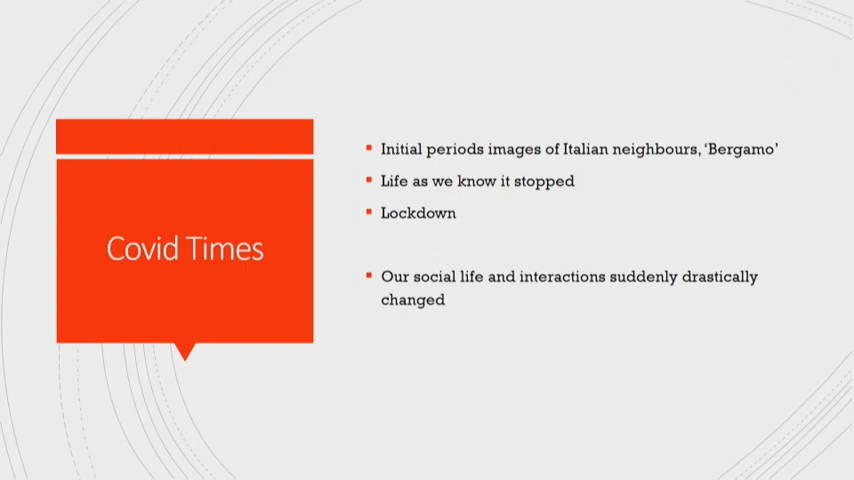 Covid Times
Initial periods images of Italian neighbours, ‘Bergamo’
Life as we know it stopped
Lockdown
Our social life and interactions suddenly drastically
changed